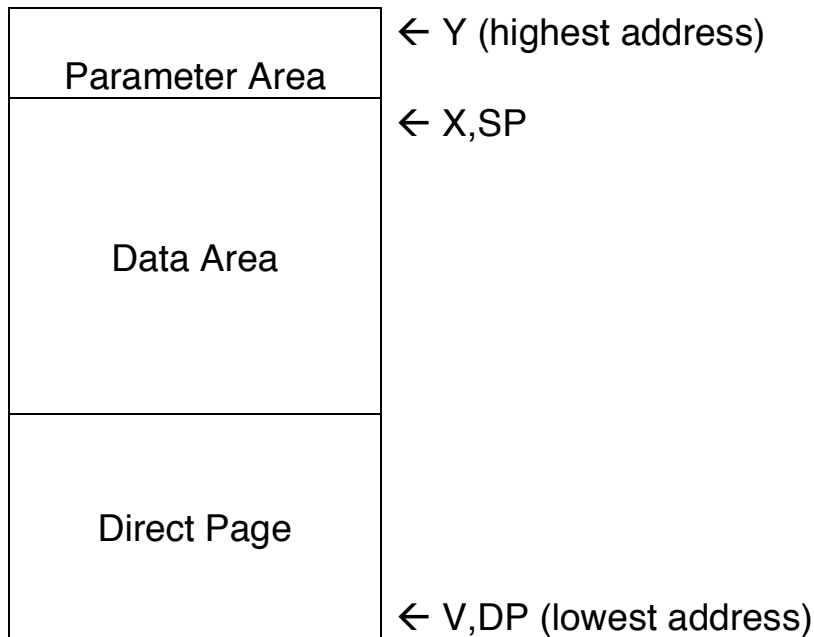 ← Y (highest address)
Parameter Area
← X,SP
Data Area
Direct Page
← V,DP (lowest address)